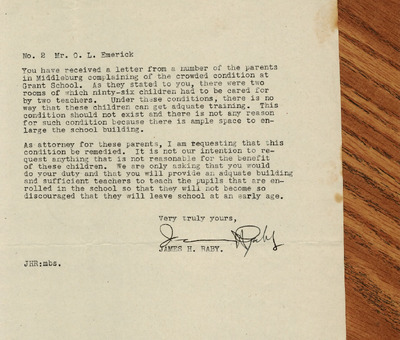 No. 2 Mr. O. L. Emerick
You have received a letter from a number of the parents
in Middleburg complaining of the crowded condition at
Grant School. As they stated to you, there were two
rooms of which ninty-six children had to be cared for
by two teachers. Under these conditions, there is no
way that these children can get adquate training. This
condition should not exist and there is not any reason
for such condition because there is ample space to en-
large the school building.
As attorney for these parents, I am requesting that this
condition be remedied. It is not our intention to re-
quest anything that is not reasonable for the benefit
of these children. We are only asking that you would
do your duty and that you will provide an adquate building
and sufficient teachers to teach the pupils that are en-
rolled in the school so that they will not become so
discouraged that they will leave school at an early age.
Very truly yours,
James H Raby
JAMES H. RABY.
JHR:mbs.